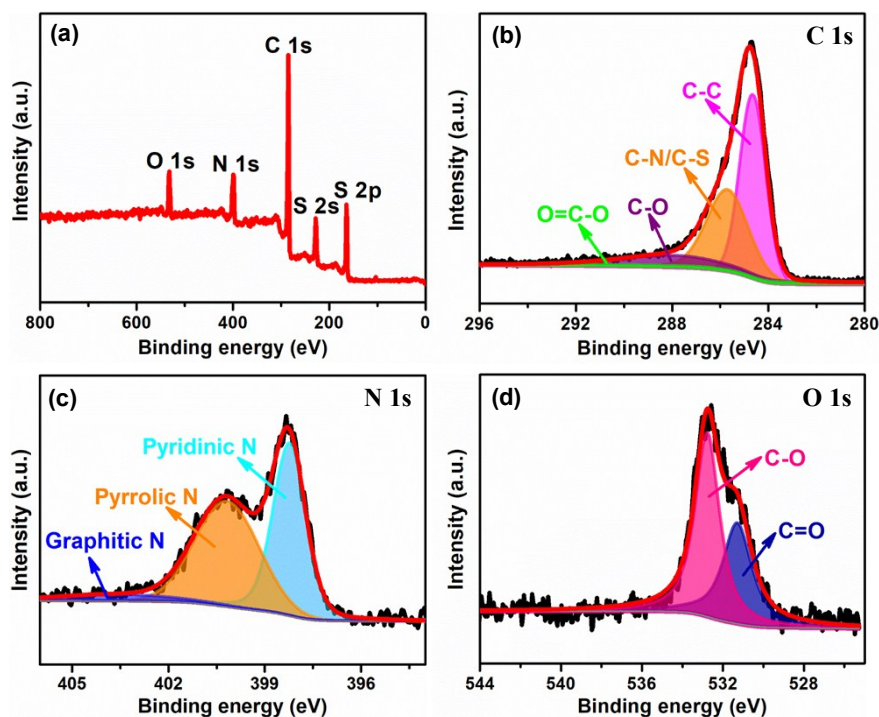 (a)
C 1s
O 1s
N 1s
S 2s
S 2p
Intensity (a.u.)
800 600 400 200 0
Binding energy (eV)
(b)
C 1s
C-C
C-N/C-S
O=C-O
C-O
Intensity (a.u.)
296 292 288 284 280
Binding energy (eV)
(c)
N 1s
Pyridinic N
Pyrrolic N
Graphitic N
Intensity (a.u.)
405 402 399 396
Binding energy (eV)
(d)
O 1s
C-O
C=O
Intensity (a.u.)
544 540 536 532 528
Binding energy (eV)